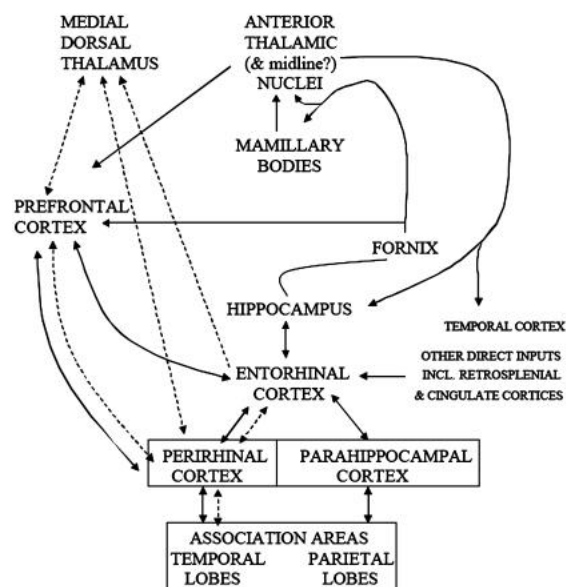 MEDIAL
DORSAL
THALAMUS
ANTERIOR
THALAMIC
(& midline?)
NUCLEI
MAMILLARY
BODIES
PREFRONTAL
CORTEX
FORNIX
HIPPOCAMPUS
TEMPORAL CORTEX
ENTORHINAL
CORTEX
OTHER DIRECT INPUTS
INCL. RETROSPLENIAL
& CINGULATE CORTICES
PERIRHINAL
CORTEX
PARAHIPPOCAMPAL
CORTEX
ASSOCIATION AREAS
TEMPORAL
LOBES
PARIETAL
LOBES